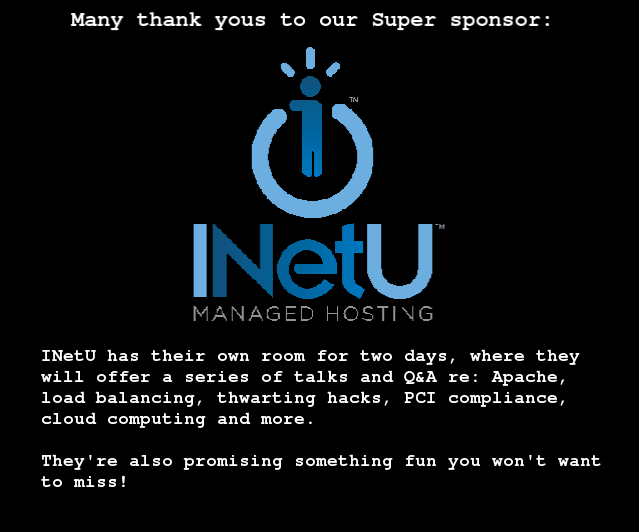 Many thank yous to our Super sponsor:
TM
INetU
TM
MANAGED HOSTING
INetU has their own room for two days, where they
will offer a series of talks and Q&A re: Apache,
load balancing, thwarting hacks, PCI compliance,
cloud computing and more.
They're also promising something fun you won't want
to miss!